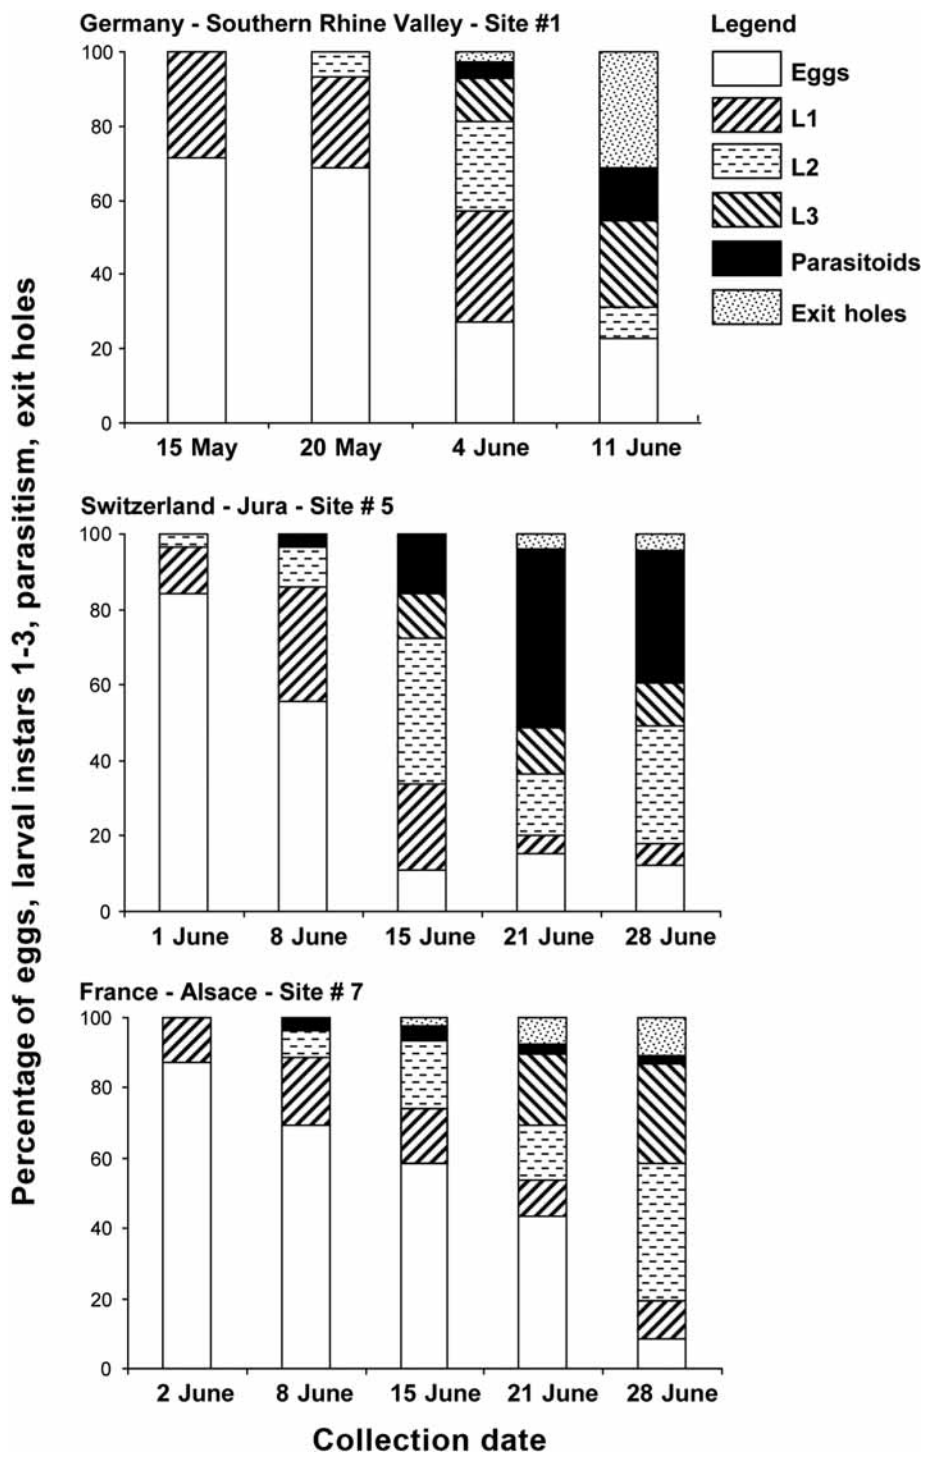 Germany - Southern Rhine Valley - Site #1
Legend
Eggs
L1
L2
L3
Parasitoids
Exit holes
100
80
60
40
20
0
15 May
20 May
4 June
11 June
Percentage of eggs, larval instars 1-3, parasitism, exit holes
Switzerland - Jura - Site # 5
100
80
60
40
20
0
1 June
8 June
15 June
21 June
28 June
France - Alsace - Site # 7
100
80
60
40
20
0
2 June
8 June
15 June
21 June
28 June
Collection date